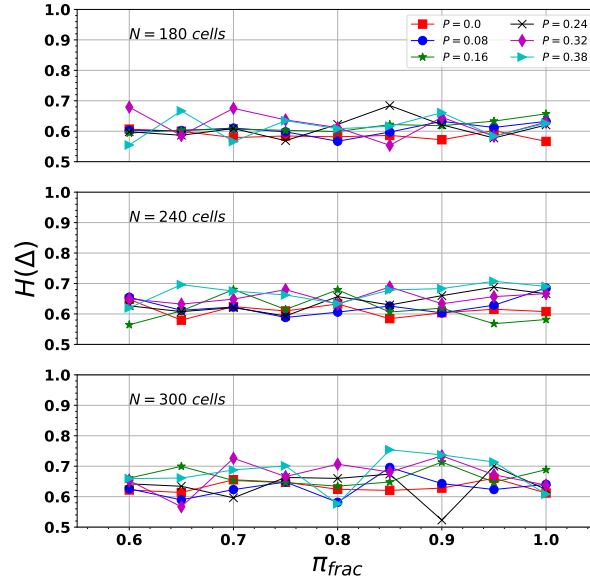 1.0
0.9
0.8
0.7
0.6
0.5
N = 180 cells
P = 0.0
P = 0.08
P = 0.16
P = 0.24
P = 0.32
P = 0.38
1.0
0.9
0.8
0.7
0.6
0.5
N = 240 cells
H(Δ)
1.0
0.9
0.8
0.7
0.6
0.5
N = 300 cells
0.6 0.7 0.8 0.9 1.0
π_frac